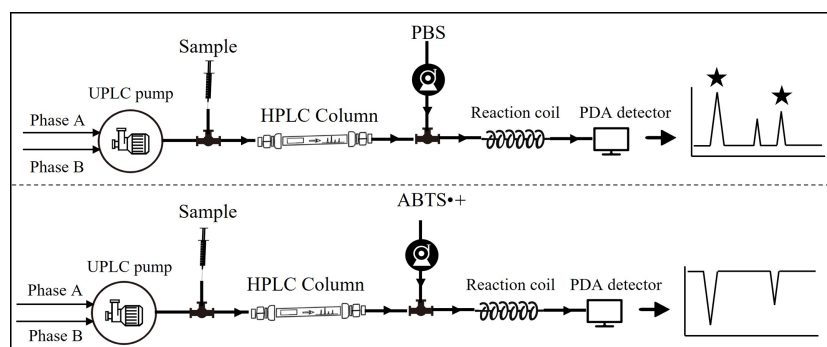 PBS
Sample
UPLC pump
HPLC Column
Reaction coil
PDA detector
Phase A
Phase B
ABTS•+
Sample
UPLC pump
HPLC Column
Reaction coil
PDA detector
Phase A
Phase B